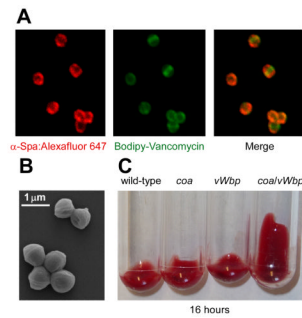 A
α-Spa:Alexafluor 647 Bodipy-Vancomycin Merge
B
1 μm
C
wild-type coa vWbp coa/vWbp
16 hours